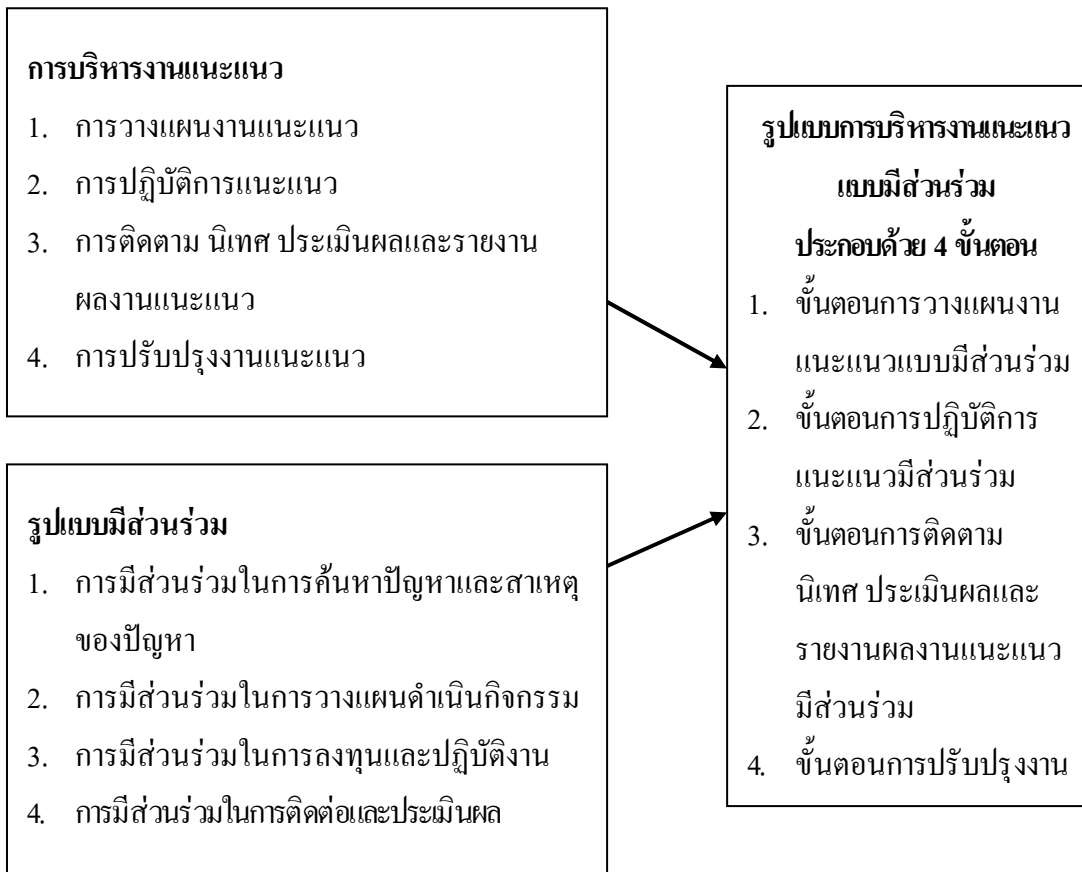 การบริหารงานแนะแนว
1. การวางแผนงานแนะแนว
2. การปฏิบัติการแนะแนว
3. การติดตาม นิเทศ ประเมินผลและรายงาน
ผลงานแนะแนว
4. การปรับปรุงงานแนะแนว
รูปแบบมีส่วนร่วม
1. การมีส่วนร่วมในการค้นหาปัญหาและสาเหตุ
ของปัญหา
2. การมีส่วนร่วมในการวางแผนดำเนินกิจกรรม
3. การมีส่วนร่วมในการลงทุนและปฏิบัติงาน
4. การมีส่วนร่วมในการติดต่อและประเมินผล
รูปแบบการบริหารงานแนะแนว
แบบมีส่วนร่วม
ประกอบด้วย 4 ขั้นตอน
1. ขั้นตอนการวางแผนงาน
แนะแนวแบบมีส่วนร่วม
2. ขั้นตอนการปฏิบัติการ
แนะแนวมีส่วนร่วม
3. ขั้นตอนการติดตาม
นิเทศ ประเมินผลและ
รายงานผลงานแนะแนว
มีส่วนร่วม
4. ขั้นตอนการปรับปรุงงาน